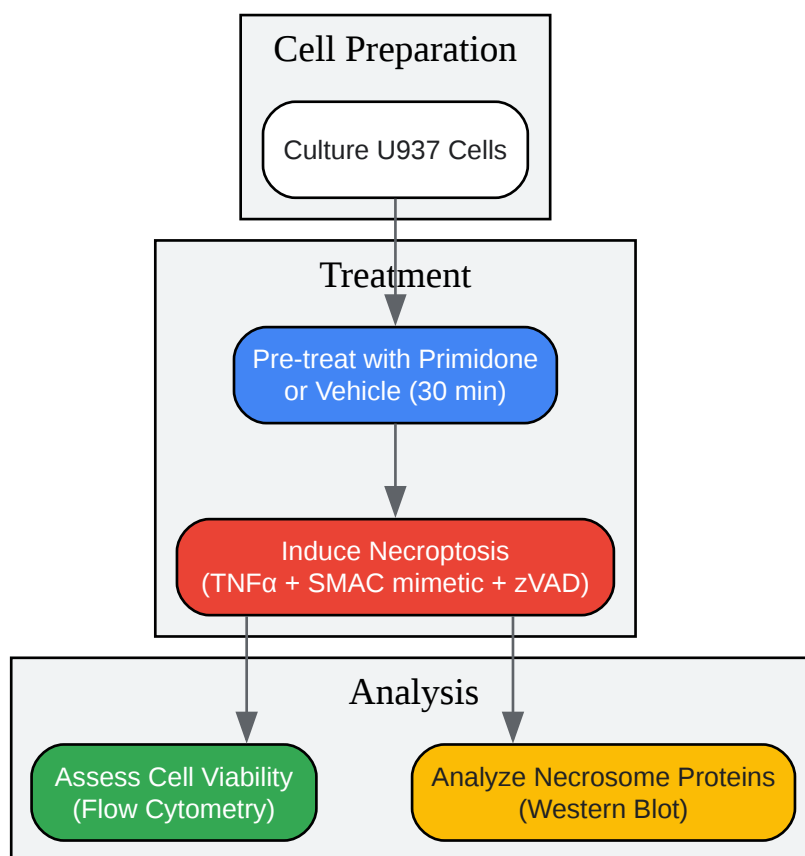 Cell Preparation
Culture U937 Cells
Treatment
Pre-treat with Primidone
or Vehicle (30 min)
Induce Necroptosis
(TNFα + SMAC mimetic + zVAD)
Analysis
Assess Cell Viability
(Flow Cytometry)
Analyze Necrosome Proteins
(Western Blot)